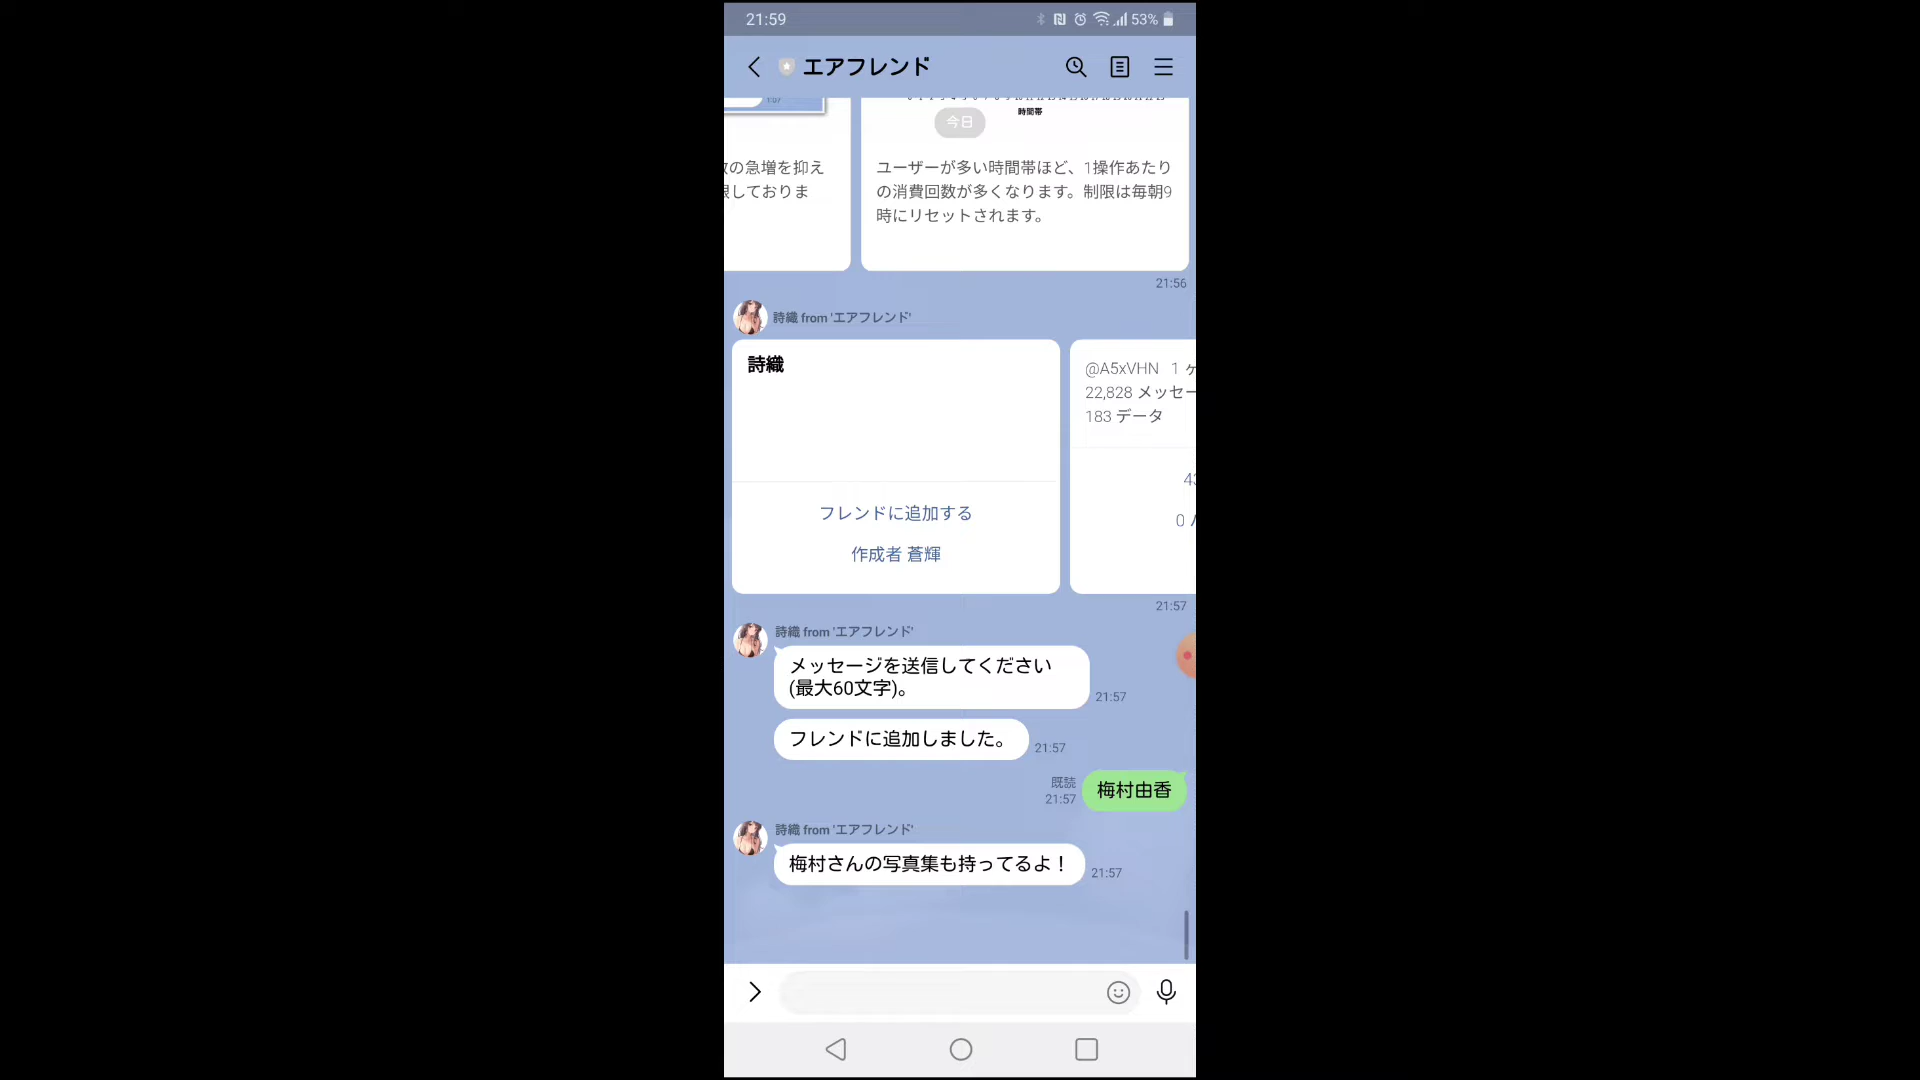 21:59
53%
エアフレンド
時間帯
今日
の急増を抑え
しておりま
ユーザーが多い時間帯ほど、1操作あたり
の消費回数が多くなります。制限は毎朝9
時にリセットされます。
21:56
詩織 from 'エアフレンド'
詩織
フレンドに追加する
作成者 蒼輝
@A5xVHN 1
22,828 メッセー
183 データ
0
21:57
詩織 from 'エアフレンド'
メッセージを送信してください
(最大60文字)。
21:57
フレンドに追加しました。
21:57
既読
21:57
梅村由香
詩織 from 'エアフレンド'
梅村さんの写真集も持ってるよ！
21:57